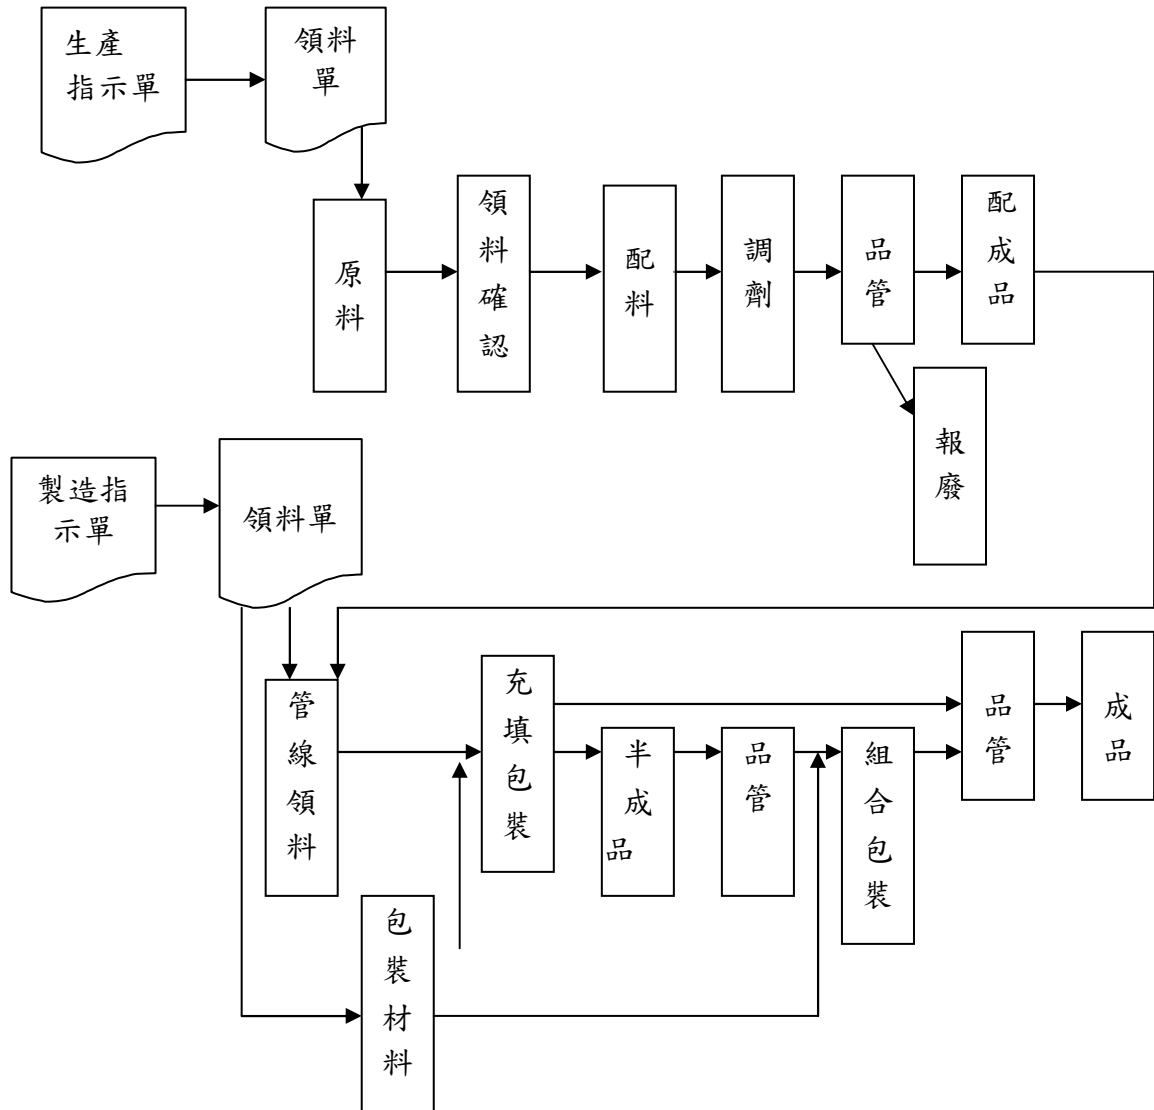 生產
指示單
領料
單
原料
領料確認
配料
調劑
品管
配成品
報廢
製造指
示單
領料單
管線領料
充填包裝
半成品
品管
組合包裝
品管
成品
包裝材料